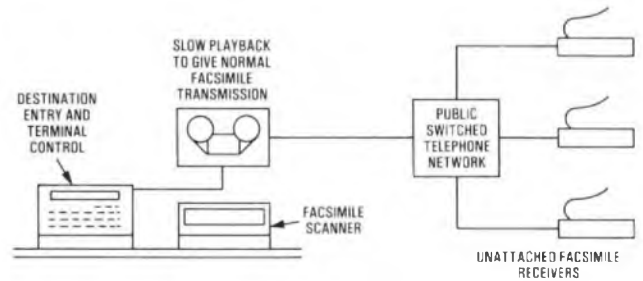 SLOW PLAYBACK
TO GIVE NORMAL
FACSIMILE
TRANSMISSION
DESTINATION
ENTRY AND
TERMINAL
CONTROL
PUBLIC
SWITCHED
TELEPHONE
NETWORK
FACSIMILE
SCANNER
UNATTACHED FACSIMILE
RECEIVERS